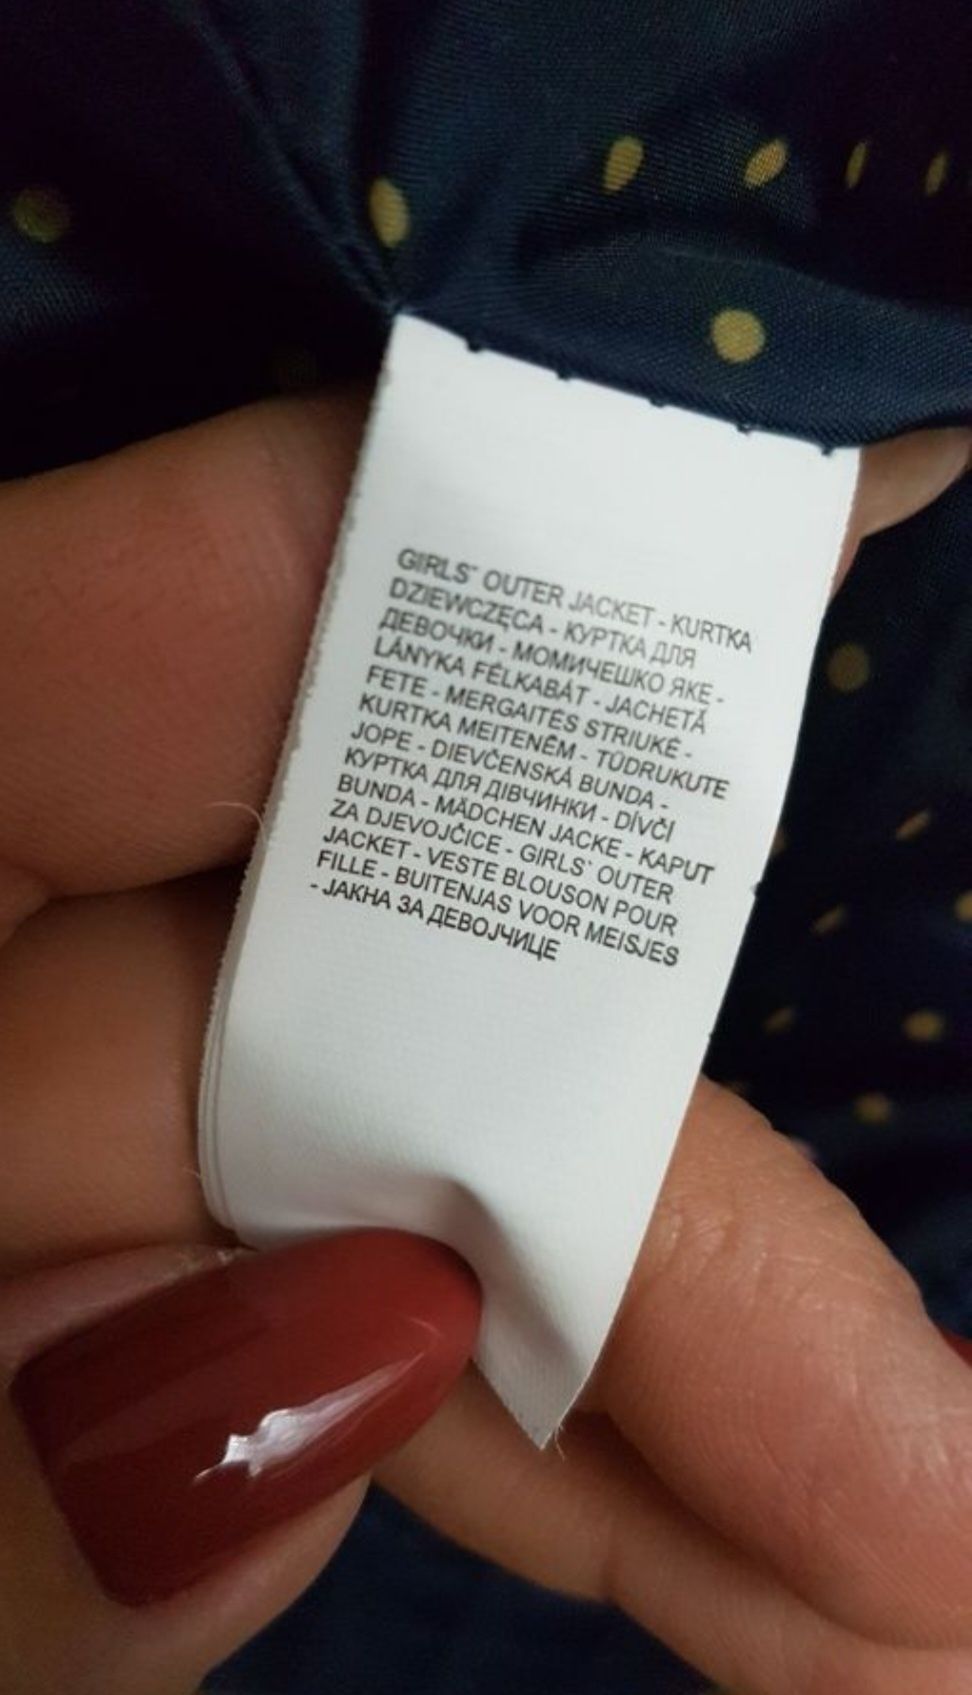 GIRLS` OUTER JACKET - KURTKA
DZIEWCZĘCA - КУРТКА ДЛЯ
ДЕВОЧКИ - МОМИЧЕШКО ЯКЕ -
LÁNYKA FÉLKABÁT - JACHETĂ
FETE - MERGAITĖS STRIUKĖ -
KURTKA MEITENĒM - TÜDRUKUTE
JOPE - DIEVČENSKÁ BUNDA -
КУРТКА ДЛЯ ДІВЧИНКИ - DÍVČI
BUNDA - MÄDCHEN JACKE - KAPUT
ZA DJEVOJČICE - GIRLS` OUTER
JACKET - VESTE BLOUSON POUR
FILLE - BUITENJAS VOOR MEISJES
- ЈАКНА ЗА ДЕВОЈЧИЦЕ